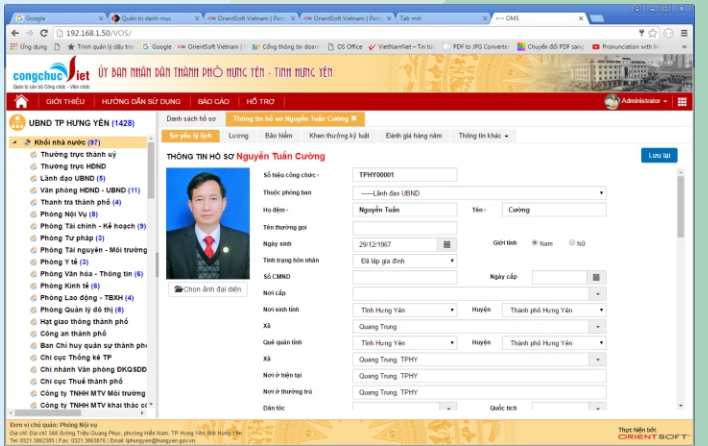 Google
Quản trị danh mục
OrientSoft Vietnam | Port
OrientSoft Vietnam | Port
Tab mới
OMS
192.168.1.50/VOS/
Ứng dụng
Trình quản lý dấu trang
Google
OrientSoft Vietnam |
Cổng thông tin doanh
OS Office
VietNamNet - Tin tức
PDF to JPG Converter
Chuyển đổi PDF sang
Pronunciation with
congchucViet
Quản lý cán bộ Công chức - Viên chức
ỦY BAN NHÂN DÂN THÀNH PHỐ HƯNG YÊN - TỈNH HƯNG YÊN
GIỚI THIỆU
HƯỚNG DẪN SỬ DỤNG
BÁO CÁO
HỖ TRỢ
Administrator
UBND TP HƯNG YÊN (1428)
Danh sách hồ sơ
Thông tin hồ sơ Nguyễn Tuấn Cường
Sơ yếu lý lịch
Lương
Bảo hiểm
Khen thưởng kỷ luật
Đánh giá hàng năm
Thông tin khác
Khối nhà nước (97)
Thường trực thành uỷ
Thường trực HĐND
Lãnh đạo UBND (5)
Văn phòng HĐND - UBND (11)
Thanh tra thành phố (4)
Phòng Nội Vụ (8)
Phòng Tài chính - Kế hoạch (9)
Phòng Tư pháp (3)
Phòng Tài nguyên - Môi trường
Phòng Y tế (3)
Phòng Văn hóa - Thông tin (6)
Phòng Kinh tế (6)
Phòng Lao động - TBXH (4)
Phòng Quản lý đô thị (8)
Hạt giao thông thành phố
Công an thành phố
Ban Chỉ huy quân sự thành phố
Chi cục Thống kê TP
Chi nhánh Văn phòng ĐKQSDĐ
Chi cục Thuế thành phố
Công ty TNHH MTV Môi trường
Công ty TNHH MTV khai thác
THÔNG TIN HỒ SƠ Nguyễn Tuấn Cường
Lưu lại
Chọn ảnh đại diện
Số hiệu công chức
TPHY00001
Thuộc phòng ban
-----Lãnh đạo UBND
Họ đệm
Nguyễn Tuấn
Tên
Cường
Tên thường gọi
Ngày sinh
29/12/1967
Giới tính
Nam
Nữ
Tình trạng hôn nhân
Đã lập gia đình
Số CMND
Ngày cấp
Nơi cấp
Nơi sinh tỉnh
Tỉnh Hưng Yên
Huyện
Thành phố Hưng Yên
Xã
Quang Trung
Quê quán tỉnh
Tỉnh Hưng Yên
Huyện
Thành phố Hưng Yên
Xã
Quang Trung, TPHY
Nơi ở hiện tại
Quang Trung, TPHY
Nơi ở thường trú
Quang Trung, TPHY
Dân tộc
Quốc tịch
Đơn vị chủ quản: Phòng Nội vụ
Thực hiện bởi:
ORIENTSOFT